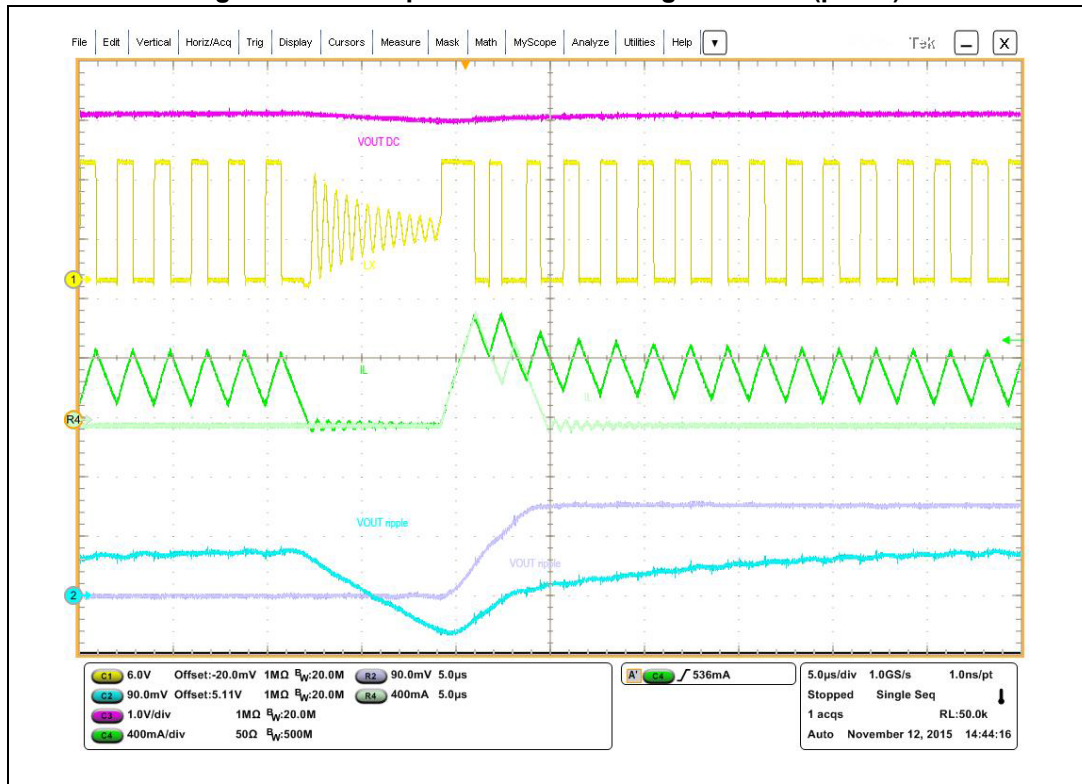 File Edit Vertical Horiz/Acq Trig Display Cursors Measure Mask Math MyScope Analyze Utilities Help Tek X
VOUT DC
1
LX
IL
IL
R4
VOUT ripple
VOUT ripple
2
C1 6.0V Offset:-20.0mV 1MΩ BW:20.0M R2 90.0mV 5.0µs
C2 90.0mV Offset:5.11V 1MΩ BW:20.0M R4 400mA 5.0µs
C3 1.0V/div 1MΩ BW:20.0M
C4 400mA/div 50Ω BW:500M
A' C4 536mA
5.0µs/div 1.0GS/s 1.0ns/pt
Stopped Single Seq
1 acqs RL:50.0k
Auto November 12, 2015 14:44:16